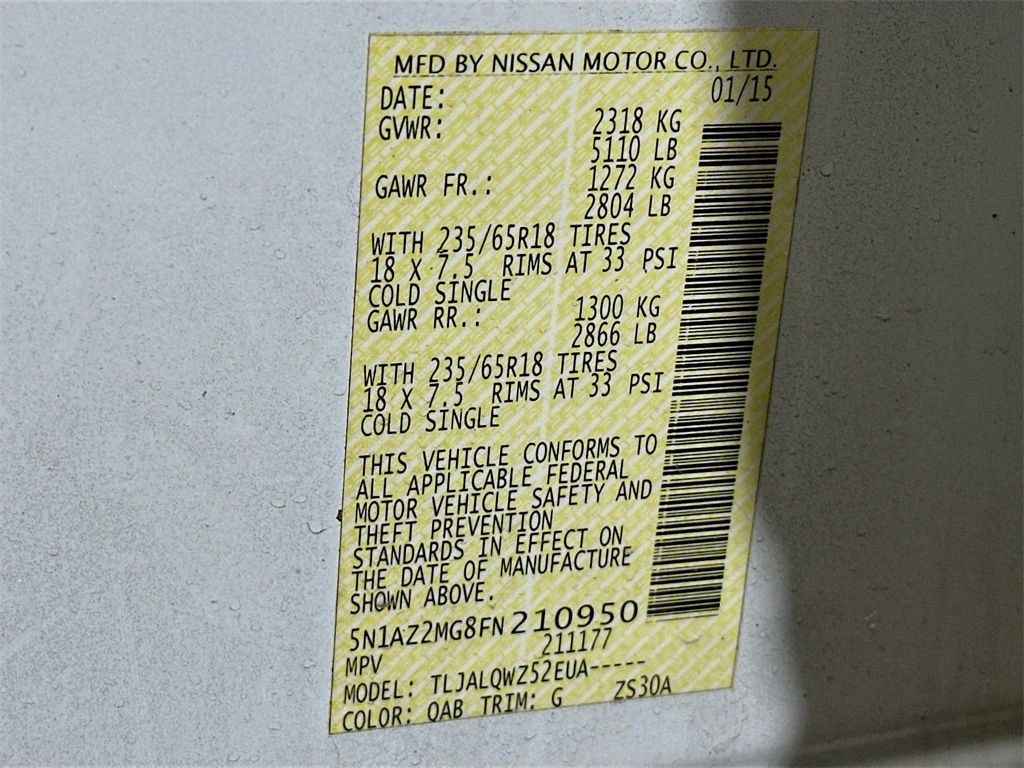 MFD BY NISSAN MOTOR CO., LTD.
DATE: 01/15
GVWR: 2318 KG
5110 LB
GAWR FR.: 1272 KG
2804 LB
WITH 235/65R18 TIRES
18 X 7.5 RIMS AT 33 PSI
COLD SINGLE
GAWR RR.: 1300 KG
2866 LB
WITH 235/65R18 TIRES
18 X 7.5 RIMS AT 33 PSI
COLD SINGLE
THIS VEHICLE CONFORMS TO
ALL APPLICABLE FEDERAL
MOTOR VEHICLE SAFETY AND
THEFT PREVENTION
STANDARDS IN EFFECT ON
THE DATE OF MANUFACTURE
SHOWN ABOVE.
5N1AZ2MG8FN210950
MPV 211177
MODEL: TLJALQWZ52EUA-----
COLOR: QAB TRIM: G ZS30A